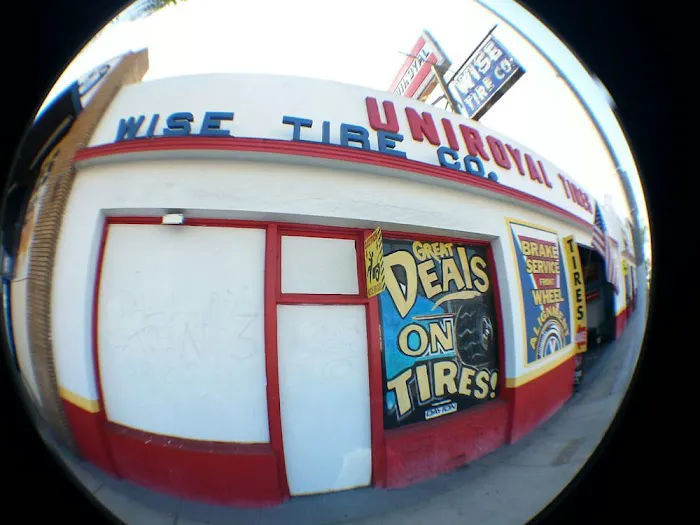 UNIROYAL
WISE
TIRE CO.
WISE TIRE CO.
UNIROYAL TIRES
GREAT
DEALS
ON
TIRES!
DAYTON
BRAKE
SERVICE
FRONT
WHEEL
ALIGNMENT
TIRES